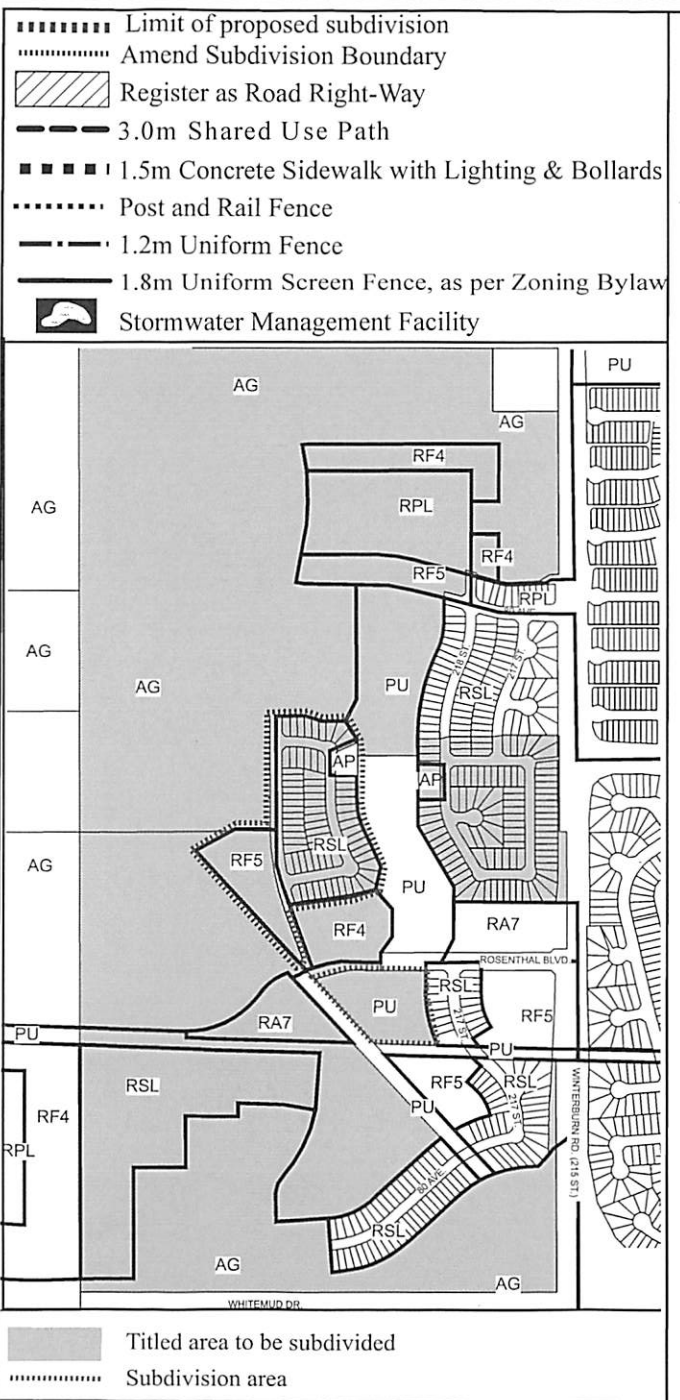 Limit of proposed subdivision
Amend Subdivision Boundary
Register as Road Right-Way
3.0m Shared Use Path
1.5m Concrete Sidewalk with Lighting & Bollards
Post and Rail Fence
1.2m Uniform Fence
1.8m Uniform Screen Fence, as per Zoning Bylaw
Stormwater Management Facility
PU
AG
AG
RF4
AG
RPL
RF4
RF5
RPL
AVE
218 ST.
217 ST.
AG
AG
PU
RSL
AP
AP
RSL
AG
RF5
PU
RF4
RA7
ROSENTHAL BLVD
RSL
PU
RF5
RA7
217 ST.
PU
PU
RSL
RF5
RSL
RF4
PU
217 ST.
WINTERBURN RD. (215 ST.)
RPL
80 AVE
RSL
AG
AG
WHITEMUD DR.
Titled area to be subdivided
Subdivision area